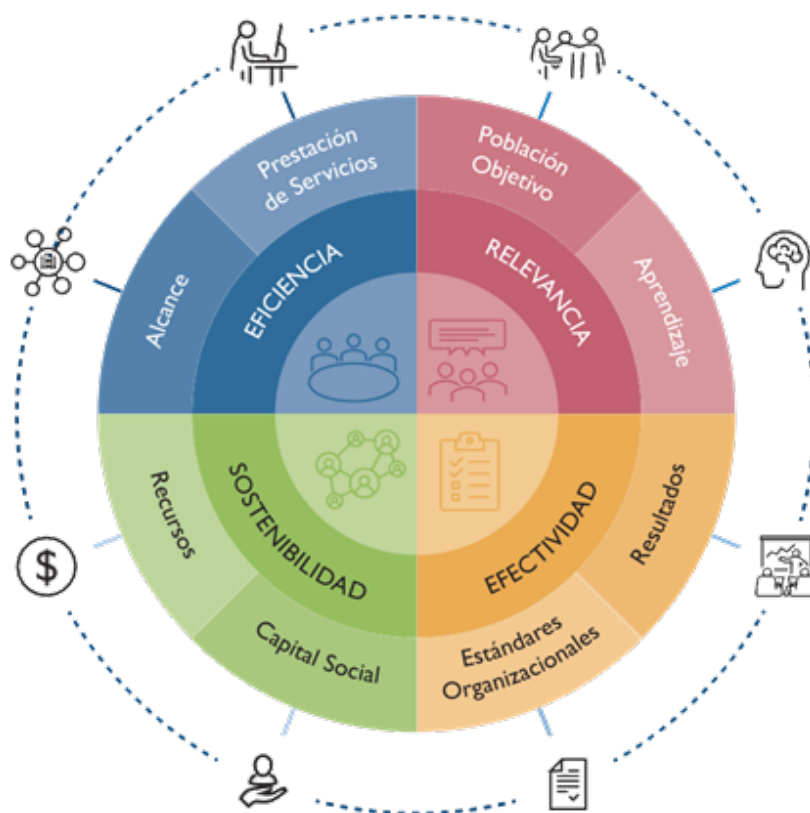 Prestación
de Servicios
Población
Objetivo
Alcance
EFICIENCIA
RELEVANCIA
Aprendizaje
Recursos
SOSTENIBILIDAD
EFECTIVIDAD
Resultados
Capital Social
Estándares
Organizacionales
$